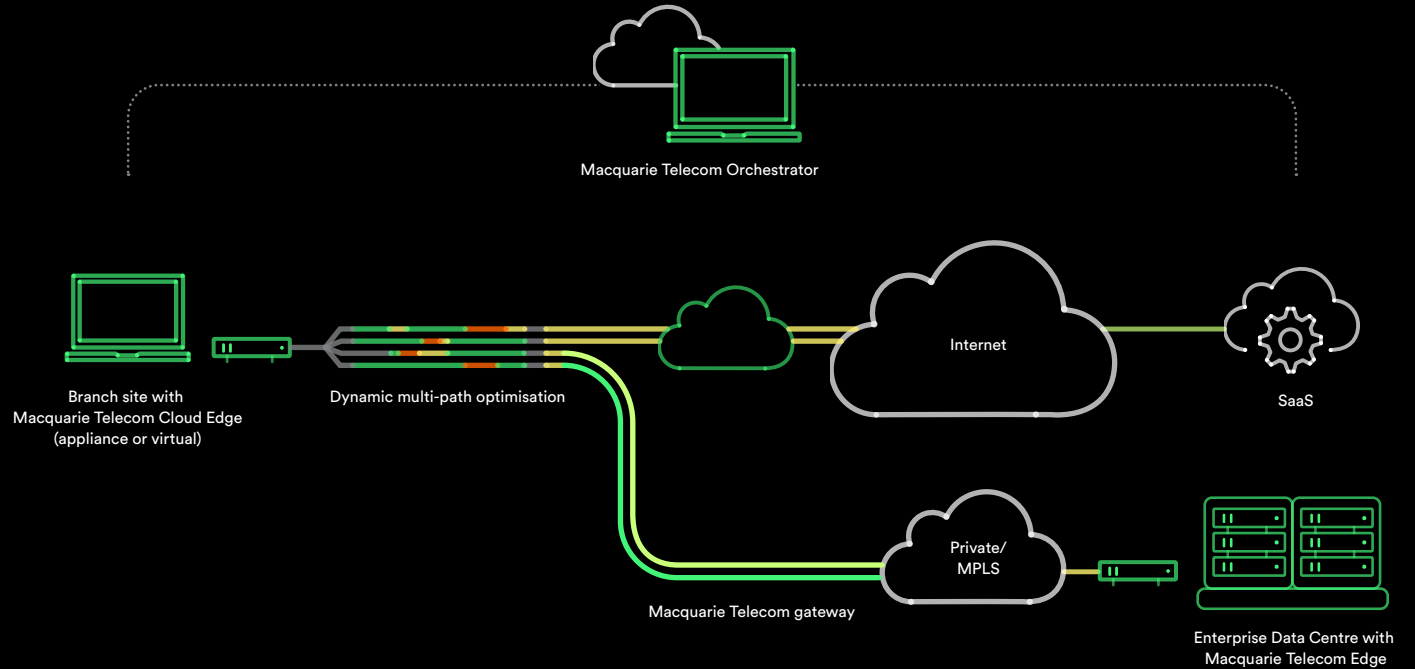 Macquarie Telecom Orchestrator
Internet
SaaS
Branch site with
Macquarie Telecom Cloud Edge
(appliance or virtual)
Dynamic multi-path optimisation
Private/
MPLS
Macquarie Telecom gateway
Enterprise Data Centre with
Macquarie Telecom Edge